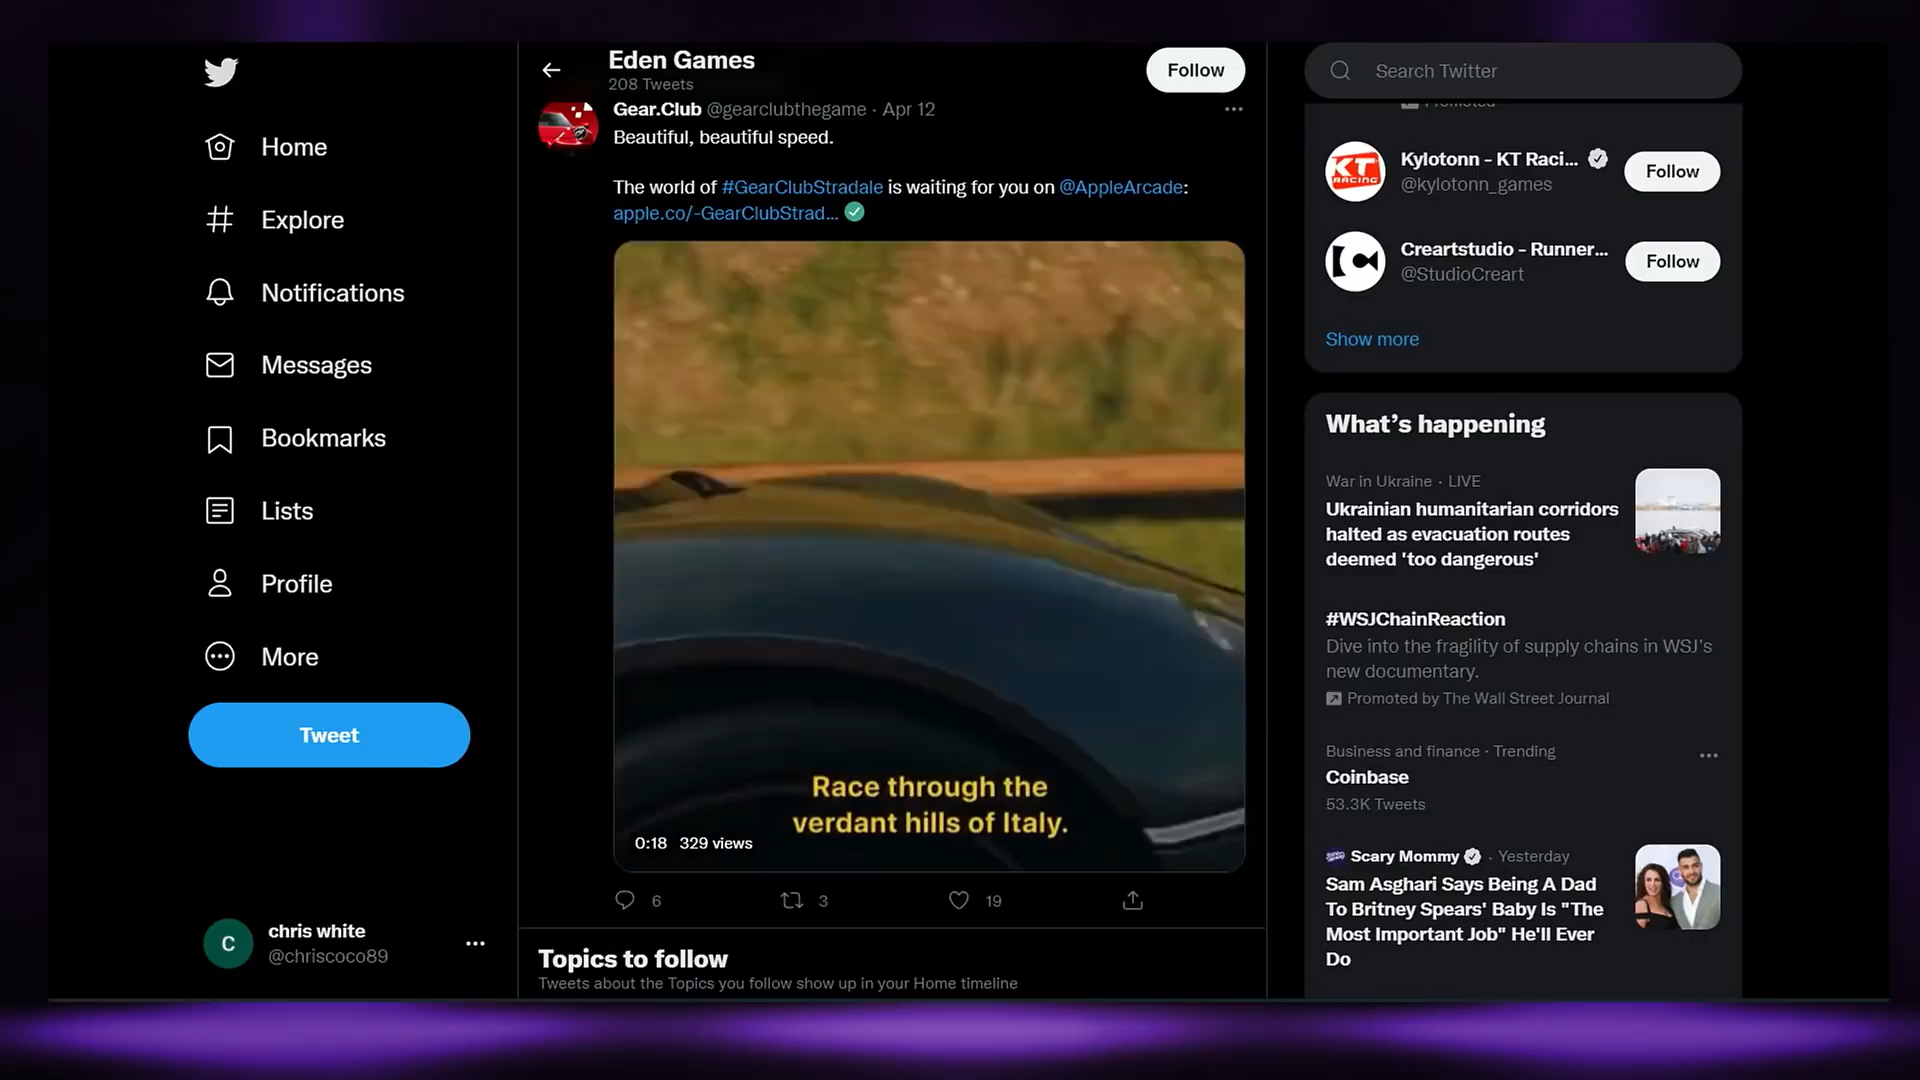 Home
Explore
Notifications
Messages
Bookmarks
Lists
Profile
More
Tweet
C
chris white
@chriscoco89
Eden Games
208 Tweets
Follow
Gear.Club @gearclubthegame · Apr 12
Beautiful, beautiful speed.
The world of #GearClubStradale is waiting for you on @AppleArcade:
apple.co/-GearClubStrad...
Race through the
verdant hills of Italy.
0:18 329 views
6
3
19
Topics to follow
Tweets about the Topics you follow show up in your Home timeline
Search Twitter
Promoted
KT
RACING
Kylotonn - KT Raci...
@kylotonn_games
Follow
Creartstudio - Runner...
@StudioCreart
Follow
Show more
What's happening
War in Ukraine · LIVE
Ukrainian humanitarian corridors
halted as evacuation routes
deemed 'too dangerous'
#WSJChainReaction
Dive into the fragility of supply chains in WSJ's
new documentary.
Promoted by The Wall Street Journal
Business and finance · Trending
Coinbase
53.3K Tweets
Scary Mommy · Yesterday
Sam Asghari Says Being A Dad
To Britney Spears' Baby Is "The
Most Important Job" He'll Ever
Do